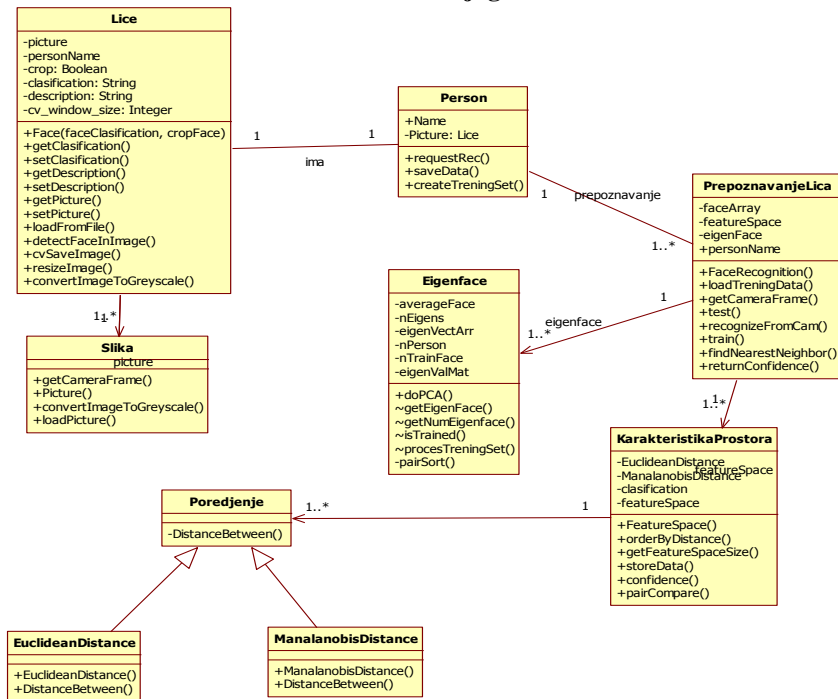 Lice
-picture
-personName
-crop: Boolean
-clasification: String
-description: String
-cv_window_size: Integer
+Face(faceClasification, cropFace)
+getClasification()
+setClasification()
+getDescription()
+setDescription()
+getPicture()
+setPicture()
+loadFromFile()
+detectFaceInImage()
+cvSaveImage()
+resizeImage()
+convertImageToGreyscale()
1
1
ima
Person
+Name
-Picture: Lice
+requestRec()
+saveData()
+createTreningSet()
1
prepoznavanje
1..*
PrepoznavanjeLica
-faceArray
-featureSpace
-eigenFace
+personName
+FaceRecognition()
+loadTreningData()
+getCameraFrame()
+test()
+recognizeFromCam()
+train()
+findNearestNeighbor()
+returnConfidence()
Eigenface
-averageFace
-nEigens
-eigenVectArr
-nPerson
-nTrainFace
-eigenValMat
+doPCA()
~getEigenFace()
~getNumEigenface()
~isTrained()
~procesTreningSet()
-pairSort()
1
eigenface
1..*
1..*
1
Slika
picture
+getCameraFrame()
+Picture()
+convertImageToGreyscale()
+loadPicture()
1
1..*
KarakteristikaProstora
-EuclideanDistance
-ManalanobisDistance
featureSpace
-clasification
-featureSpace
+FeatureSpace()
+orderByDistance()
+getFeatureSpaceSize()
+storeData()
+confidence()
+pairCompare()
Poredjenje
-DistanceBetween()
1..*
1
EuclideanDistance
+EuclideanDistance()
+DistanceBetween()
ManalanobisDistance
+ManalanobisDistance()
+DistanceBetween()